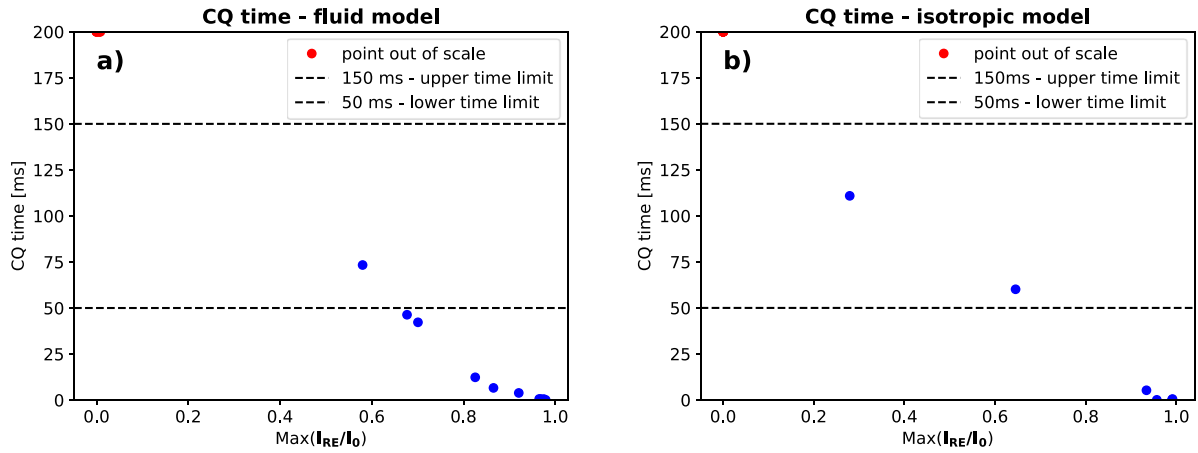 CQ time - fluid model
a)
point out of scale
150 ms - upper time limit
50 ms - lower time limit
200
175
150
125
100
75
50
25
0
CQ time [ms]
0.0 0.2 0.4 0.6 0.8 1.0
Max(I_RE/I_0)
CQ time - isotropic model
b)
point out of scale
150ms - upper time limit
50ms - lower time limit
200
175
150
125
100
75
50
25
0
CQ time [ms]
0.0 0.2 0.4 0.6 0.8 1.0
Max(I_RE/I_0)